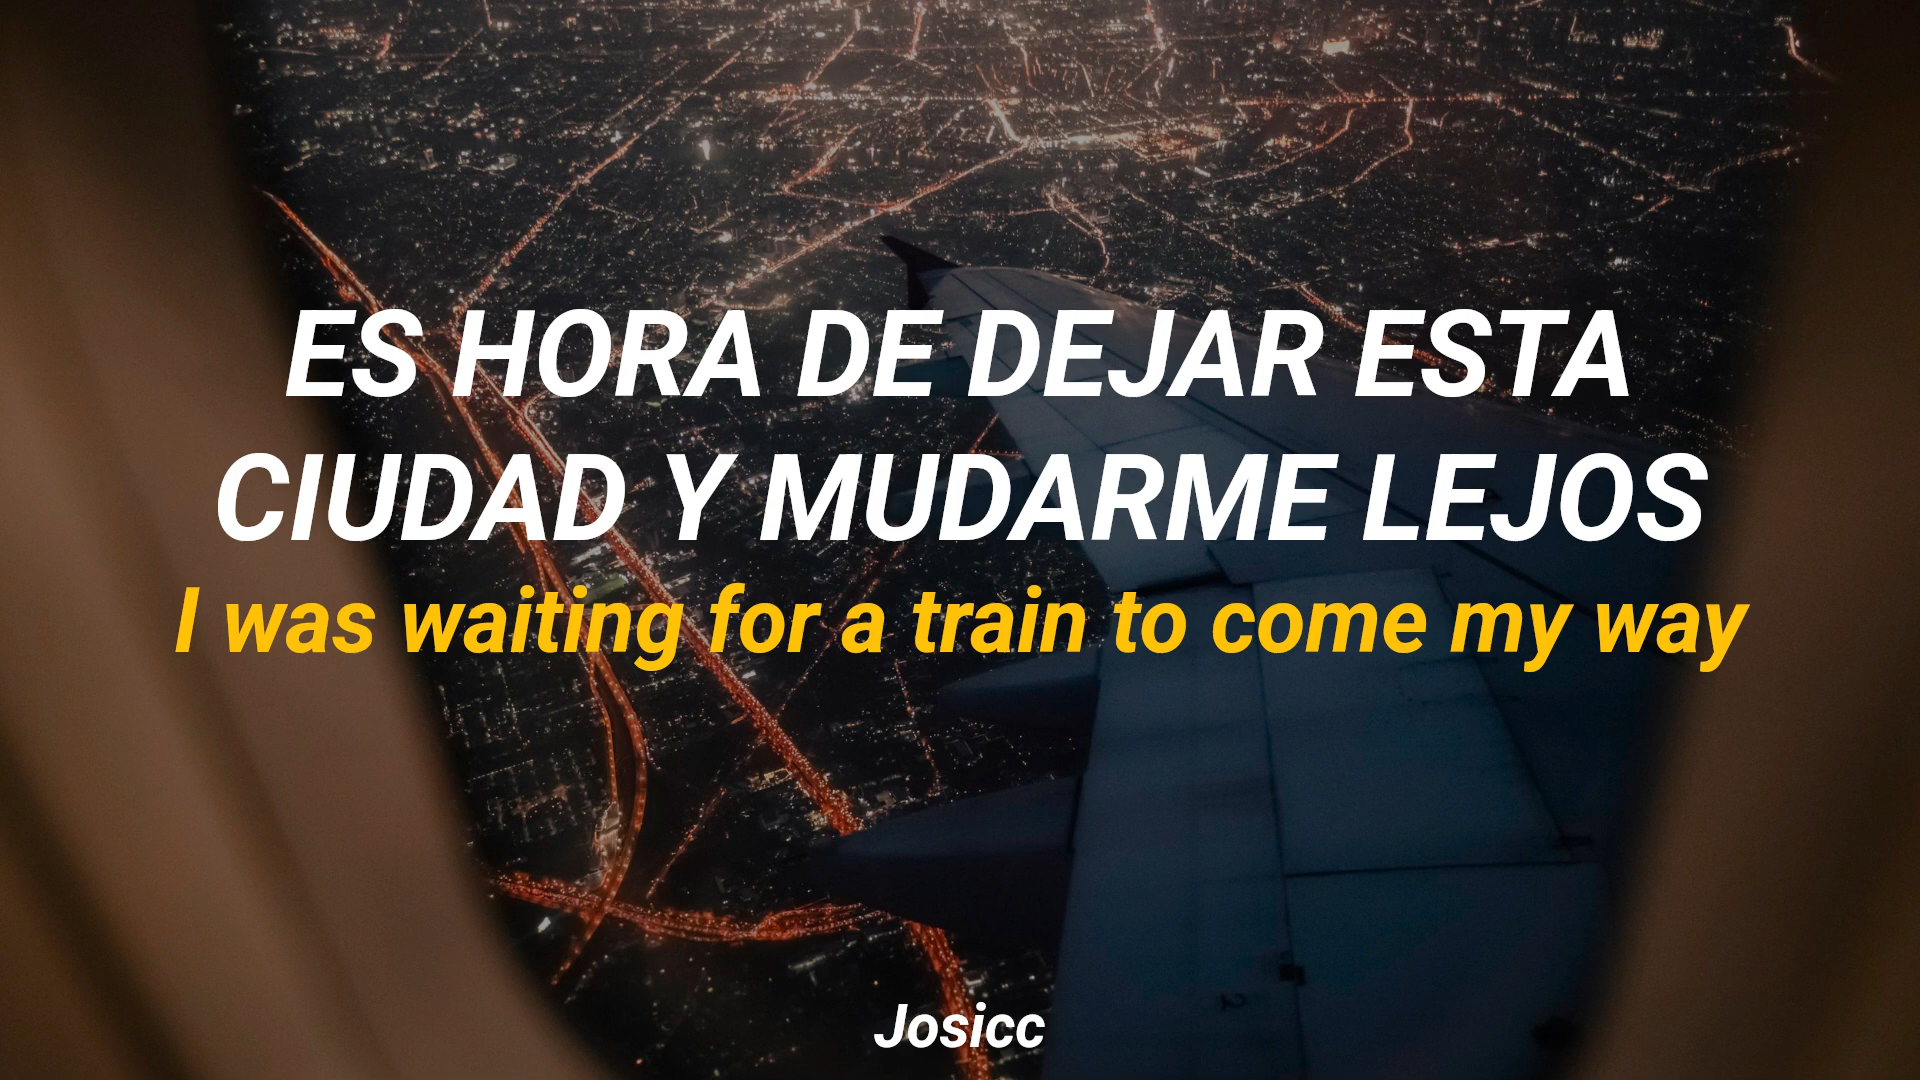 ES HORA DE DEJAR ESTA
CIUDAD Y MUDARME LEJOS
I was waiting for a train to come my way
Josicc